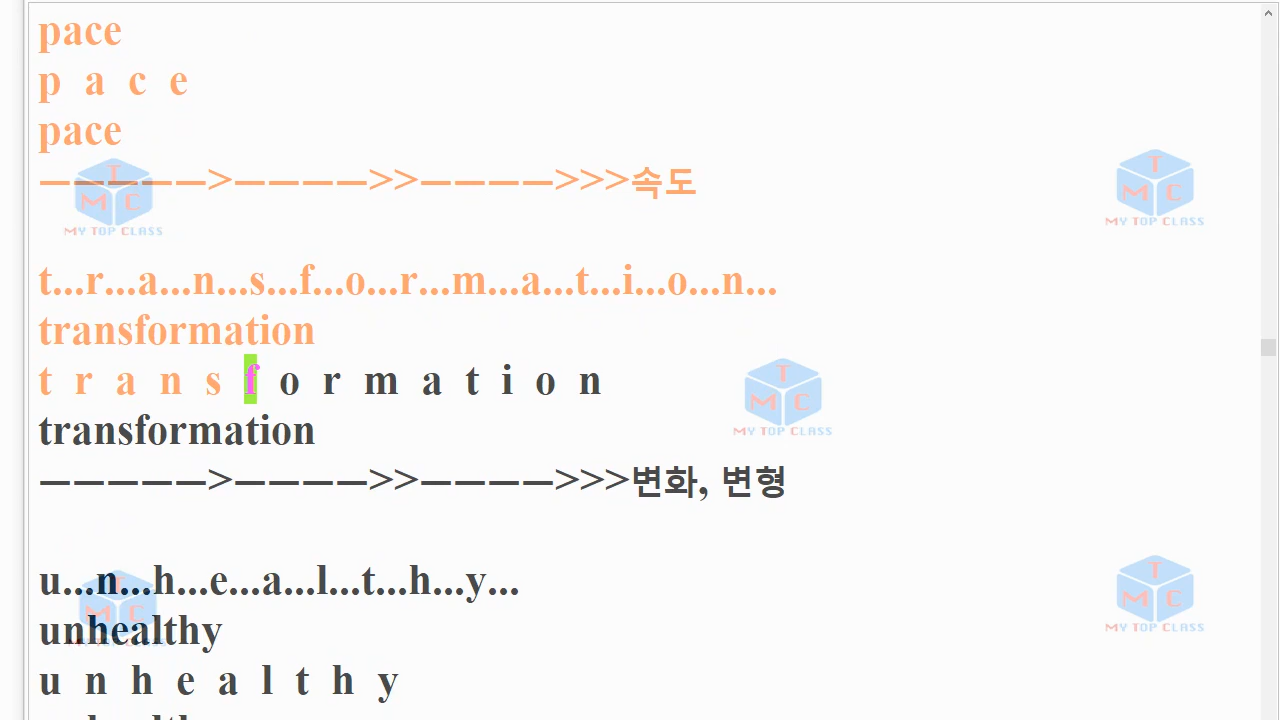 pace
p a c e
pace
—————>————>>————>>>속도
t...r...a...n...s...f...o...r...m...a...t...i...o...n...
transformation
t r a n s f o r m a t i o n
transformation
—————>————>>————>>>변화, 변형
u...n...h...e...a...l...t...h...y...
unhealthy
u n h e a l t h y
T M C
MY TOP CLASS
T M C
MY TOP CLASS
T M C
MY TOP CLASS
T M C
MY TOP CLASS